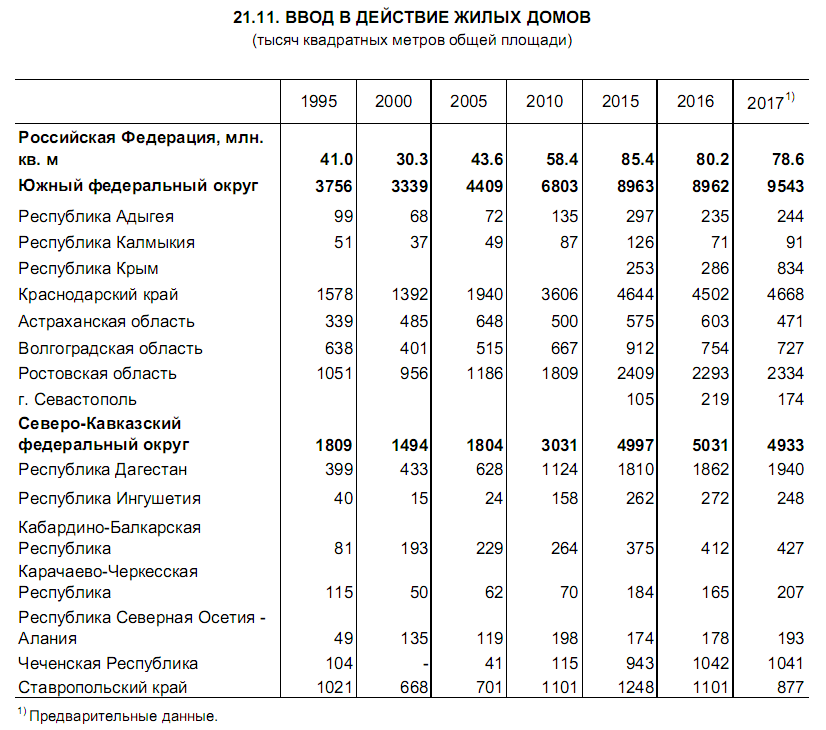 21.11. ВВОД В ДЕЙСТВИЕ ЖИЛЫХ ДОМОВ
(тысяч квадратных метров общей площади)
1995 2000 2005 2010 2015 2016 2017 1)
Российская Федерация, млн.
кв. м 41.0 30.3 43.6 58.4 85.4 80.2 78.6
Южный федеральный округ 3756 3339 4409 6803 8963 8962 9543
Республика Адыгея 99 68 72 135 297 235 244
Республика Калмыкия 51 37 49 87 126 71 91
Республика Крым 253 286 834
Краснодарский край 1578 1392 1940 3606 4644 4502 4668
Астраханская область 339 485 648 500 575 603 471
Волгоградская область 638 401 515 667 912 754 727
Ростовская область 1051 956 1186 1809 2409 2293 2334
г. Севастополь 105 219 174
Северо-Кавказский
федеральный округ 1809 1494 1804 3031 4997 5031 4933
Республика Дагестан 399 433 628 1124 1810 1862 1940
Республика Ингушетия 40 15 24 158 262 272 248
Кабардино-Балкарская
Республика 81 193 229 264 375 412 427
Карачаево-Черкесская
Республика 115 50 62 70 184 165 207
Республика Северная Осетия -
Алания 49 135 119 198 174 178 193
Чеченская Республика 104 - 41 115 943 1042 1041
Ставропольский край 1021 668 701 1101 1248 1101 877
1) Предварительные данные.